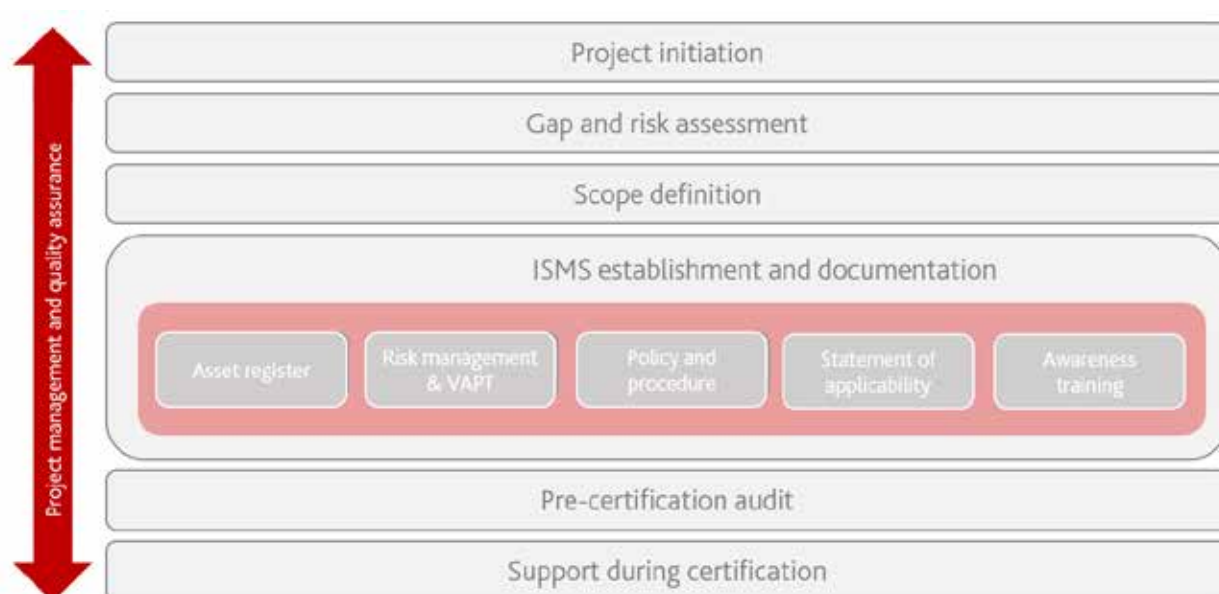 Project management and quality assurance
Project initiation
Gap and risk assessment
Scope definition
ISMS establishment and documentation
Asset register
Risk management
& VAPT
Policy and
procedure
Statement of
applicability
Awareness
training
Pre-certification audit
Support during certification